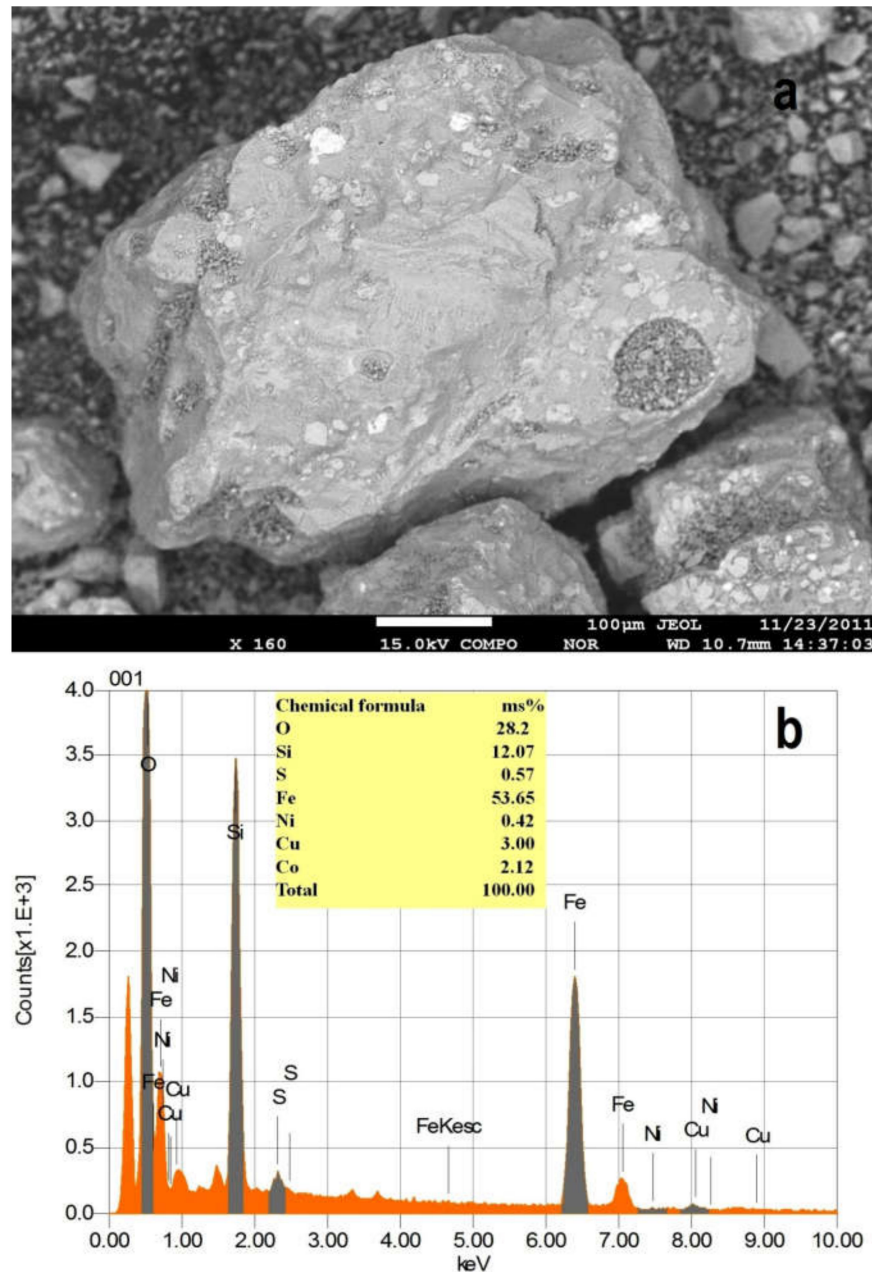 a
100µm JEOL 11/23/2011
X 160 15.0kV COMPO NOR WD 10.7mm 14:37:03
b
001
Chemical formula ms%
O 28.2
Si 12.07
S 0.57
Fe 53.65
Ni 0.42
Cu 3.00
Co 2.12
Total 100.00
4.0
3.5
3.0
2.5
2.0
1.5
1.0
0.5
0.0
Counts[x1.E+3]
O
Si
Ni
Fe
Ni
Fe
Cu
Cu
S
S
FeKesc
Fe
Fe
Ni
Ni
Cu
Cu
0.00 1.00 2.00 3.00 4.00 5.00 6.00 7.00 8.00 9.00 10.00
keV